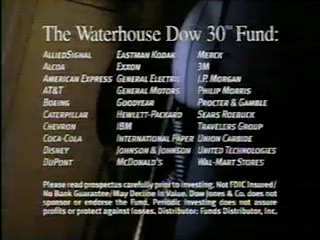 The Waterhouse Dow 30℠ Fund:
AlliedSignal Eastman Kodak Merck
Alcoa Exxon 3M
American Express General Electric J.P. Morgan
AT&T General Motors Philip Morris
Boeing Goodyear Procter & Gamble
Caterpillar Hewlett-Packard Sears Roebuck
Chevron IBM Travelers Group
Coca-Cola International Paper Union Carbide
Disney Johnson & Johnson United Technologies
DuPont McDonald's Wal-Mart Stores
Please read prospectus carefully prior to investing. Not FDIC Insured/
No Bank Guarantee/May Decline in Value. Dow Jones & Co. does not
sponsor or endorse the Fund. Periodic investing does not assure
profits or protect against losses. Distributor: Funds Distributor, Inc.